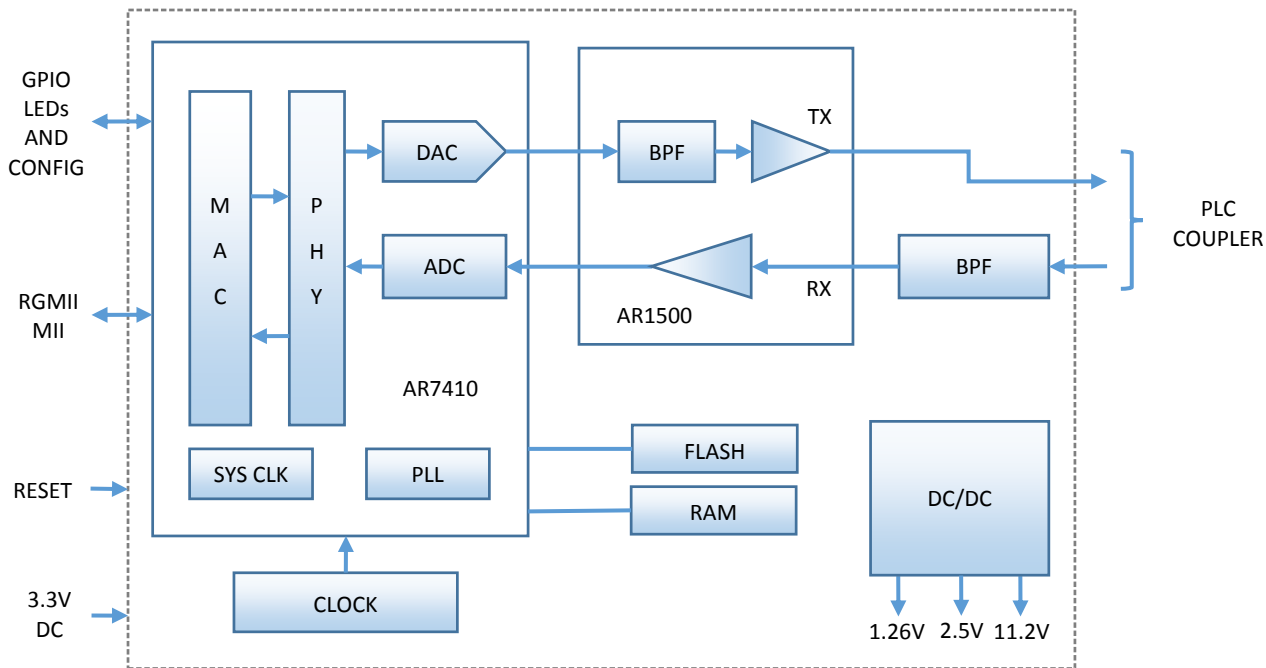 GPIO
LEDs
AND
CONFIG
RGMII
MII
RESET
3.3V
DC
M
A
C
P
H
Y
DAC
ADC
AR7410
SYS CLK
PLL
CLOCK
BPF
TX
RX
AR1500
BPF
PLC
COUPLER
FLASH
RAM
DC/DC
1.26V
2.5V
11.2V